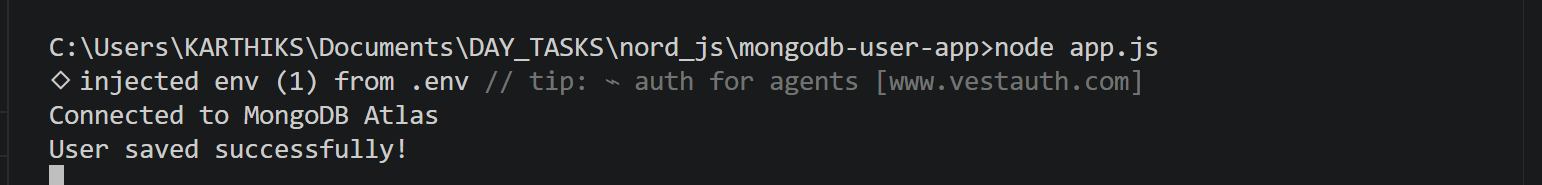 C:\Users\KARTHIKS\Documents\DAY_TASKS\nord_js\mongodb-user-app>node app.js
◇ injected env (1) from .env // tip: ⌁ auth for agents [www.vestauth.com]
Connected to MongoDB Atlas
User saved successfully!